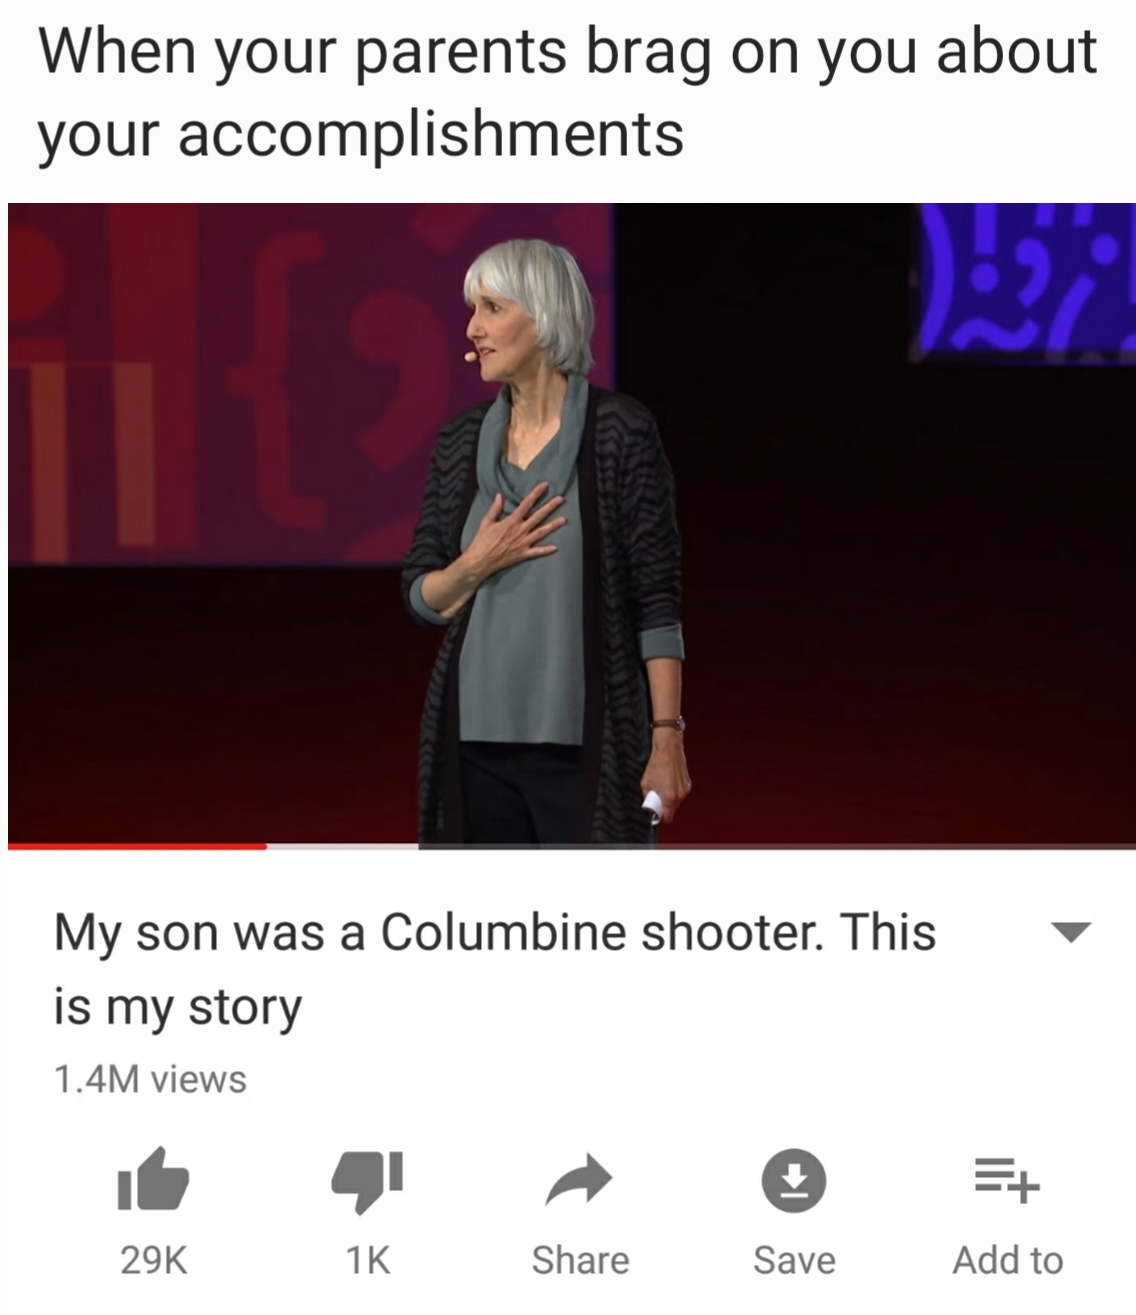 When your parents brag on you about
your accomplishments
My son was a Columbine shooter. This
is my story
1.4M views
29K 1K Share Save Add to